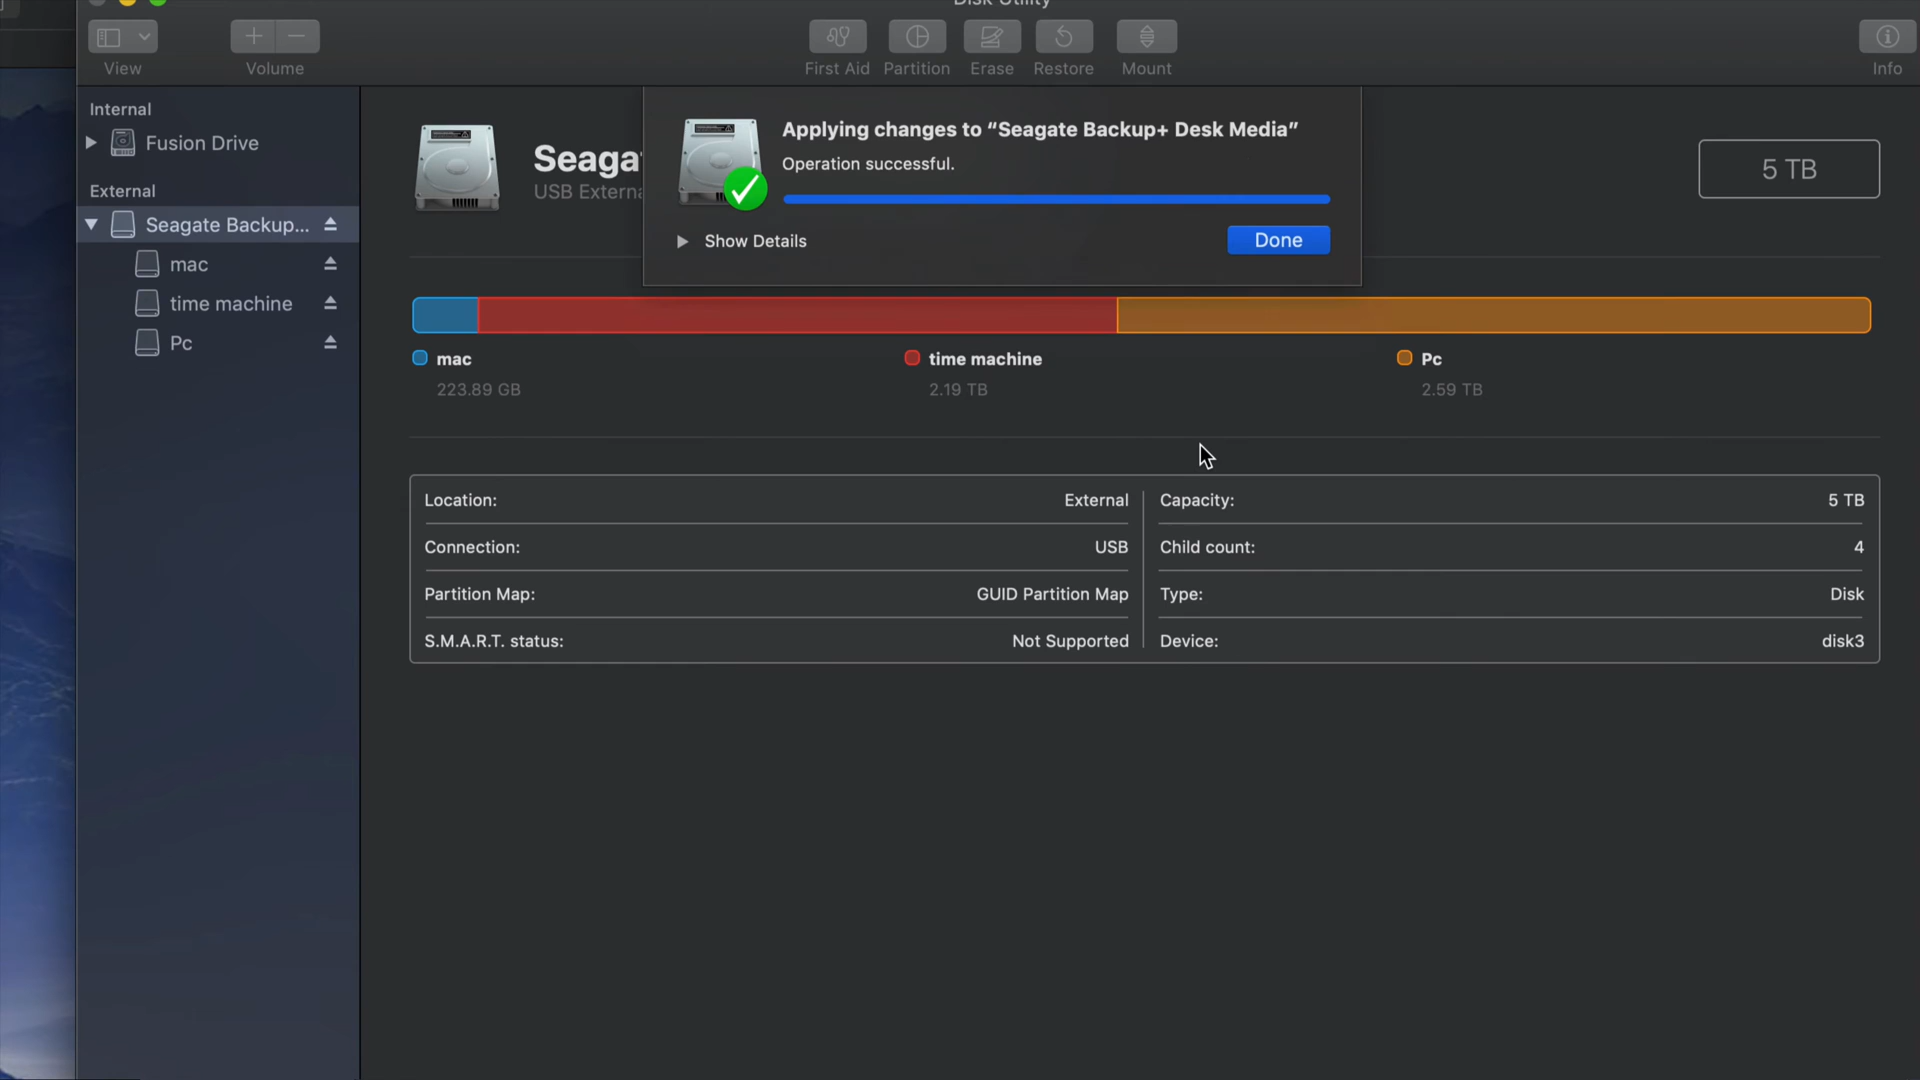 Disk Utility
View
Volume
First Aid
Partition
Erase
Restore
Mount
Info
Internal
Fusion Drive
External
Seagate Backup...
mac
time machine
Pc
Seaga
USB Externa
5 TB
Applying changes to “Seagate Backup+ Desk Media”
Operation successful.
Show Details
Done
mac
223.89 GB
time machine
2.19 TB
Pc
2.59 TB
Location: External
Connection: USB
Partition Map: GUID Partition Map
S.M.A.R.T. status: Not Supported
Capacity: 5 TB
Child count: 4
Type: Disk
Device: disk3